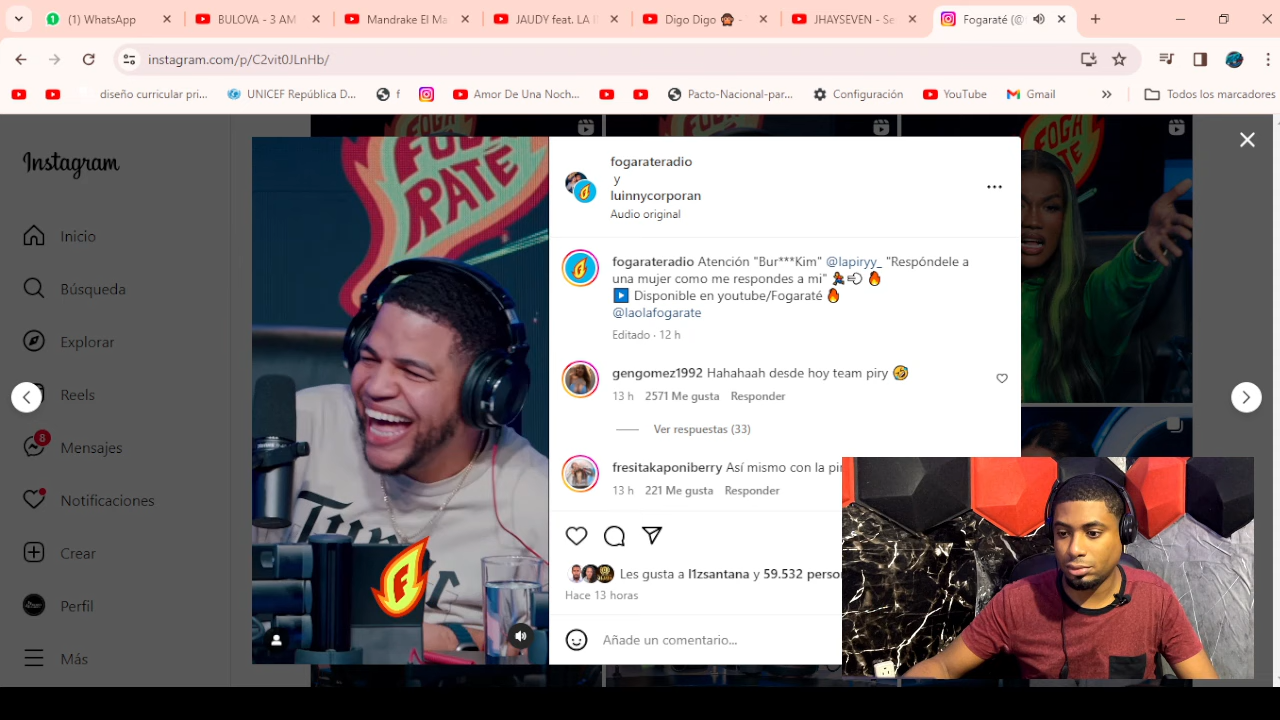 (1) WhatsApp
BULOVA - 3 AM
Mandrake El Ma
JAUDY feat. LA
Digo Digo 🙊 -
JHAYSEVEN - Se
Fogaraté (@
instagram.com/p/C2vit0JLnHb/
diseño curricular pri...
UNICEF República D...
f
Amor De Una Noch...
Pacto-Nacional-par...
Configuración
YouTube
Gmail
Todos los marcadores
Instagram
Inicio
Búsqueda
Explorar
Reels
8
Mensajes
Notificaciones
Crear
Perfil
Más
FOGA
RATÉ
FOGA
RATÉ
F
fogarateradio
y
luinnycorporan
Audio original
fogarateradio Atención "Bur***Kim" @lapiryy_ "Respóndele a
una mujer como me respondes a mi" 🏃🏾💨 🔥
▶️ Disponible en youtube/Fogaraté 🔥
@laolafogarate
Editado · 12 h
gengomez1992 Hahahaah desde hoy team piry 🤣
13 h 2571 Me gusta Responder
Ver respuestas (33)
fresitakaponiberry Así mismo con la
13 h 221 Me gusta Responder
Les gusta a l1zsantana y 59.532
Hace 13 horas
Añade un comentario...